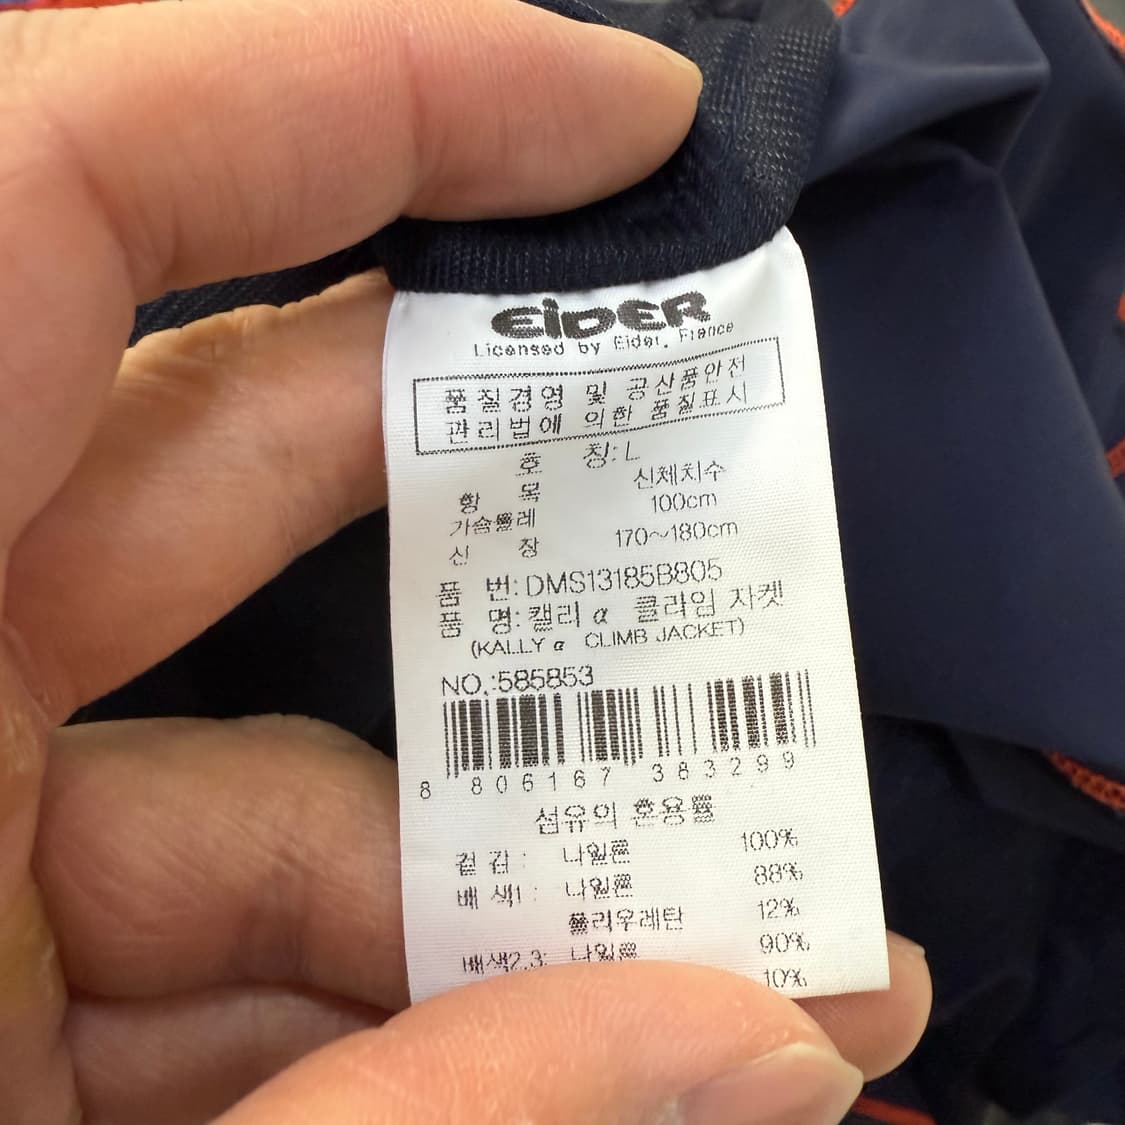 EiDER
Licensed by Eider, France
품질경영 및 공산품안전
관리법에 의한 품질표시
호 칭: L
항 목 신체치수
가슴둘레 100cm
신 장 170~180cm
품 번: DMS13185B805
품 명: 캘리 α 클라임 자켓
(KALLY α CLIMB JACKET)
NO.:585853
8 806167 383299
섬유의 혼용률
겉 감 : 나일론 100%
배 색1 : 나일론 88%
폴리우레탄 12%
배색2,3: 나일론 90%
10%